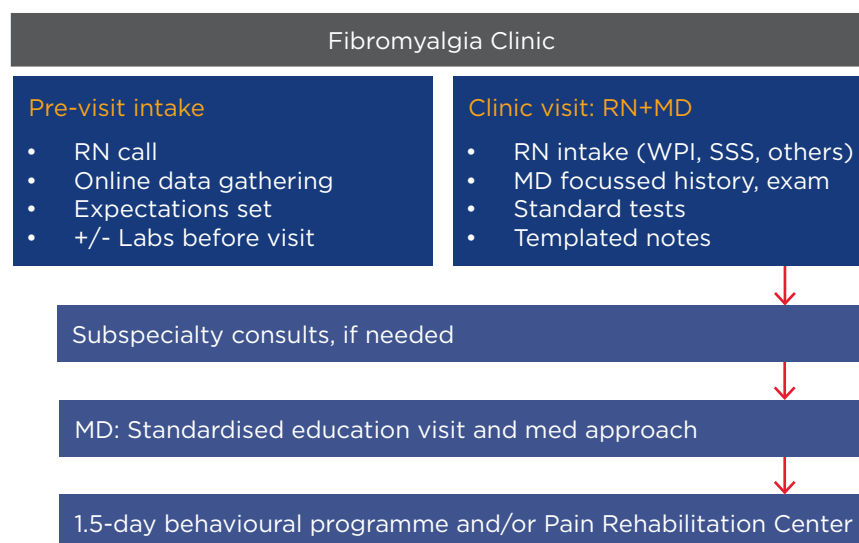 Fibromyalgia Clinic
Pre-visit intake
• RN call
• Online data gathering
• Expectations set
• +/- Labs before visit
Clinic visit: RN+MD
• RN intake (WPI, SSS, others)
• MD focussed history, exam
• Standard tests
• Templated notes
Subspecialty consults, if needed
MD: Standardised education visit and med approach
1.5-day behavioural programme and/or Pain Rehabilitation Center